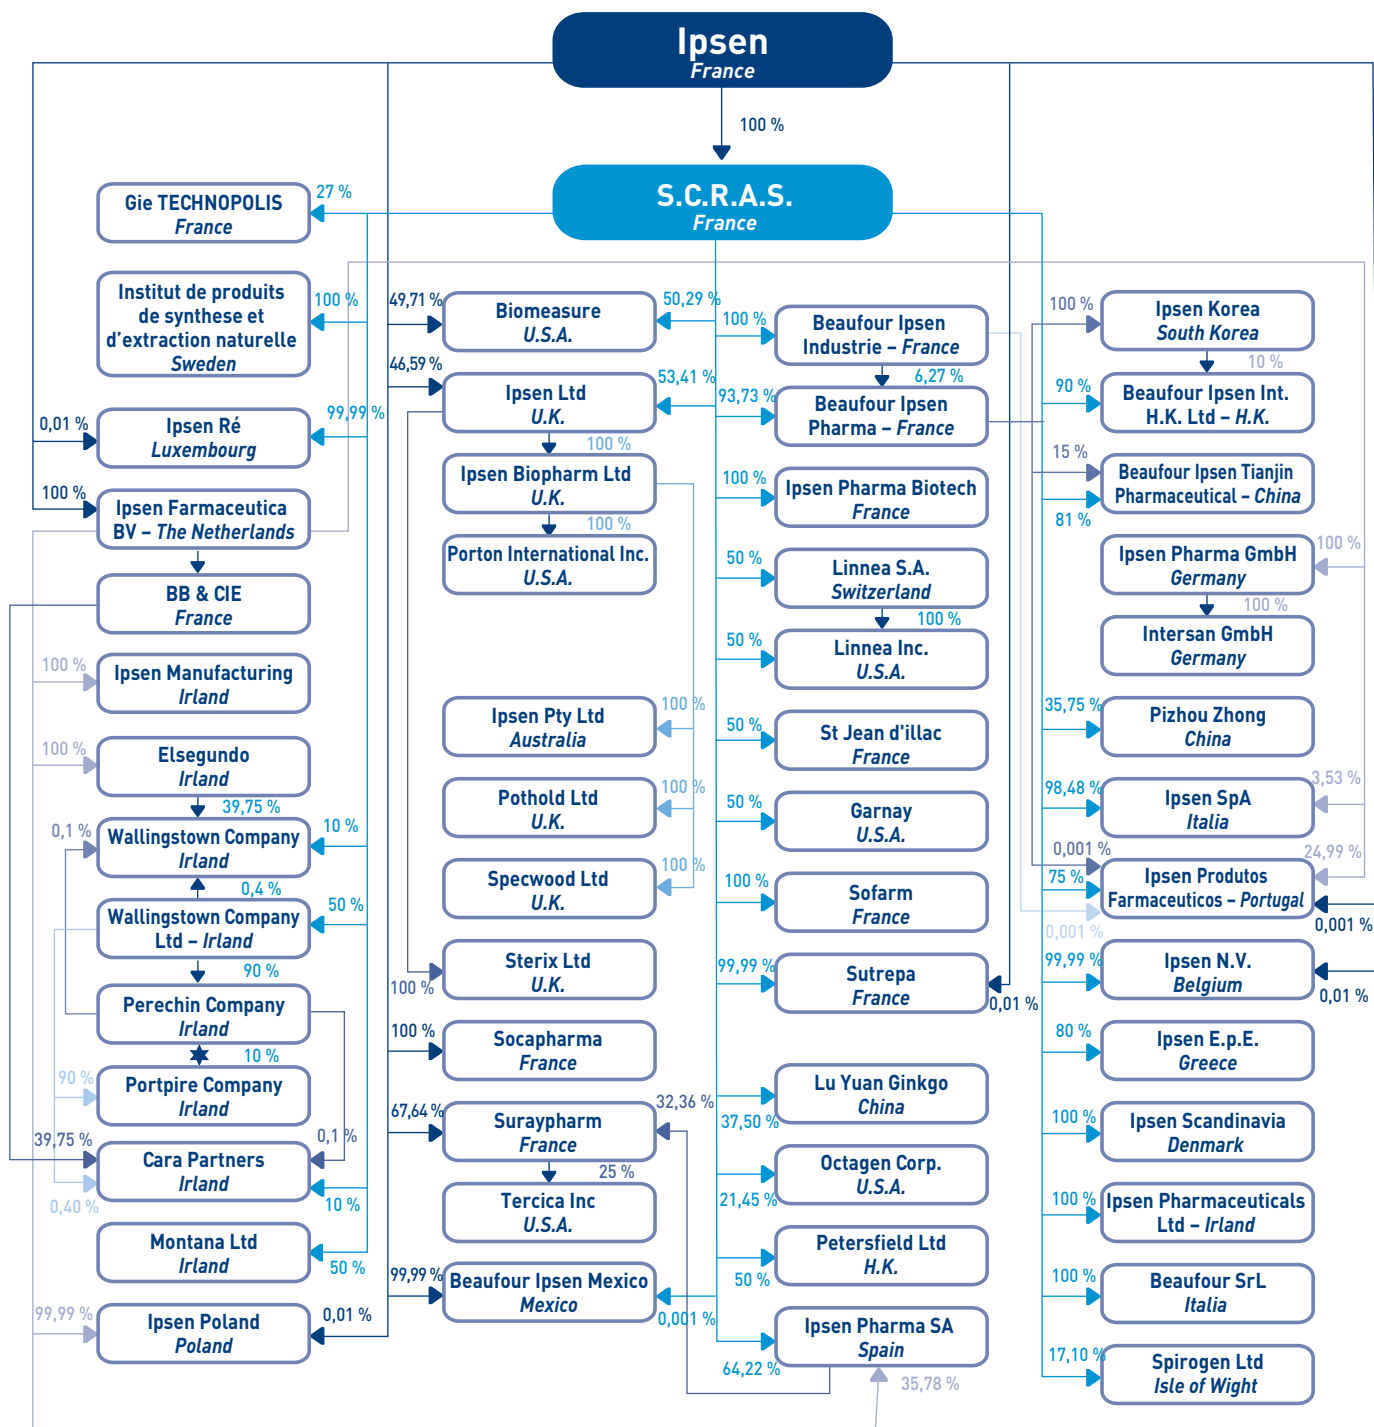 Ipsen
France
100 %
S.C.R.A.S.
France
27 %
Gie TECHNOPOLIS
France
100 %
Institut de produits
de synthese et
d'extraction naturelle
Sweden
0,01 %
99,99 %
Ipsen Ré
Luxembourg
100 %
Ipsen Farmaceutica
BV – The Netherlands
BB & CIE
France
100 %
Ipsen Manufacturing
Irland
100 %
Elsegundo
Irland
39,75 %
0,1 %
10 %
Wallingstown Company
Irland
0,4 %
50 %
Wallingstown Company
Ltd – Irland
90 %
Perechin Company
Irland
10 %
90 %
Portpire Company
Irland
39,75 %
0,1 %
Cara Partners
Irland
0,40 %
10 %
Montana Ltd
Irland
50 %
99,99 %
0,01 %
Ipsen Poland
Poland
49,71 %
50,29 %
Biomeasure
U.S.A.
46,59 %
53,41 %
Ipsen Ltd
U.K.
100 %
Ipsen Biopharm Ltd
U.K.
100 %
Porton International Inc.
U.S.A.
100 %
Ipsen Pty Ltd
Australia
100 %
Pothold Ltd
U.K.
100 %
Specwood Ltd
U.K.
Sterix Ltd
U.K.
100 %
100 %
Socapharma
France
67,64 %
32,36 %
Suraypharm
France
25 %
Tercica Inc
U.S.A.
99,99 %
Beaufour Ipsen Mexico
Mexico
0,001 %
100 %
Beaufour Ipsen
Industrie – France
6,27 %
93,73 %
Beaufour Ipsen
Pharma – France
100 %
Ipsen Pharma Biotech
France
50 %
Linnea S.A.
Switzerland
100 %
50 %
Linnea Inc.
U.S.A.
50 %
St Jean d'illac
France
50 %
Garnay
U.S.A.
100 %
Sofarm
France
99,99 %
Sutrepa
France
0,01 %
Lu Yuan Ginkgo
China
37,50 %
Octagen Corp.
U.S.A.
21,45 %
Petersfield Ltd
H.K.
50 %
Ipsen Pharma SA
Spain
64,22 %
35,78 %
100 %
Ipsen Korea
South Korea
10 %
90 %
Beaufour Ipsen Int.
H.K. Ltd – H.K.
15 %
Beaufour Ipsen Tianjin
Pharmaceutical – China
81 %
100 %
Ipsen Pharma GmbH
Germany
100 %
Intersan GmbH
Germany
35,75 %
Pizhou Zhong
China
3,53 %
98,48 %
Ipsen SpA
Italia
0,001 %
24,99 %
75 %
Ipsen Produtos
Farmaceuticos – Portugal
0,001 %
0,001 %
99,99 %
Ipsen N.V.
Belgium
0,01 %
80 %
Ipsen E.p.E.
Greece
100 %
Ipsen Scandinavia
Denmark
100 %
Ipsen Pharmaceuticals
Ltd – Irland
100 %
Beaufour SrL
Italia
17,10 %
Spirogen Ltd
Isle of Wight